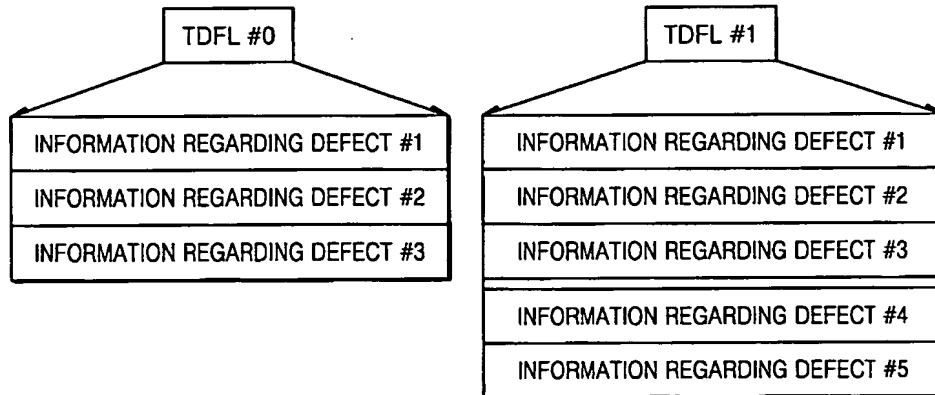 TDFL #0
INFORMATION REGARDING DEFECT #1
INFORMATION REGARDING DEFECT #2
INFORMATION REGARDING DEFECT #3
TDFL #1
INFORMATION REGARDING DEFECT #1
INFORMATION REGARDING DEFECT #2
INFORMATION REGARDING DEFECT #3
INFORMATION REGARDING DEFECT #4
INFORMATION REGARDING DEFECT #5